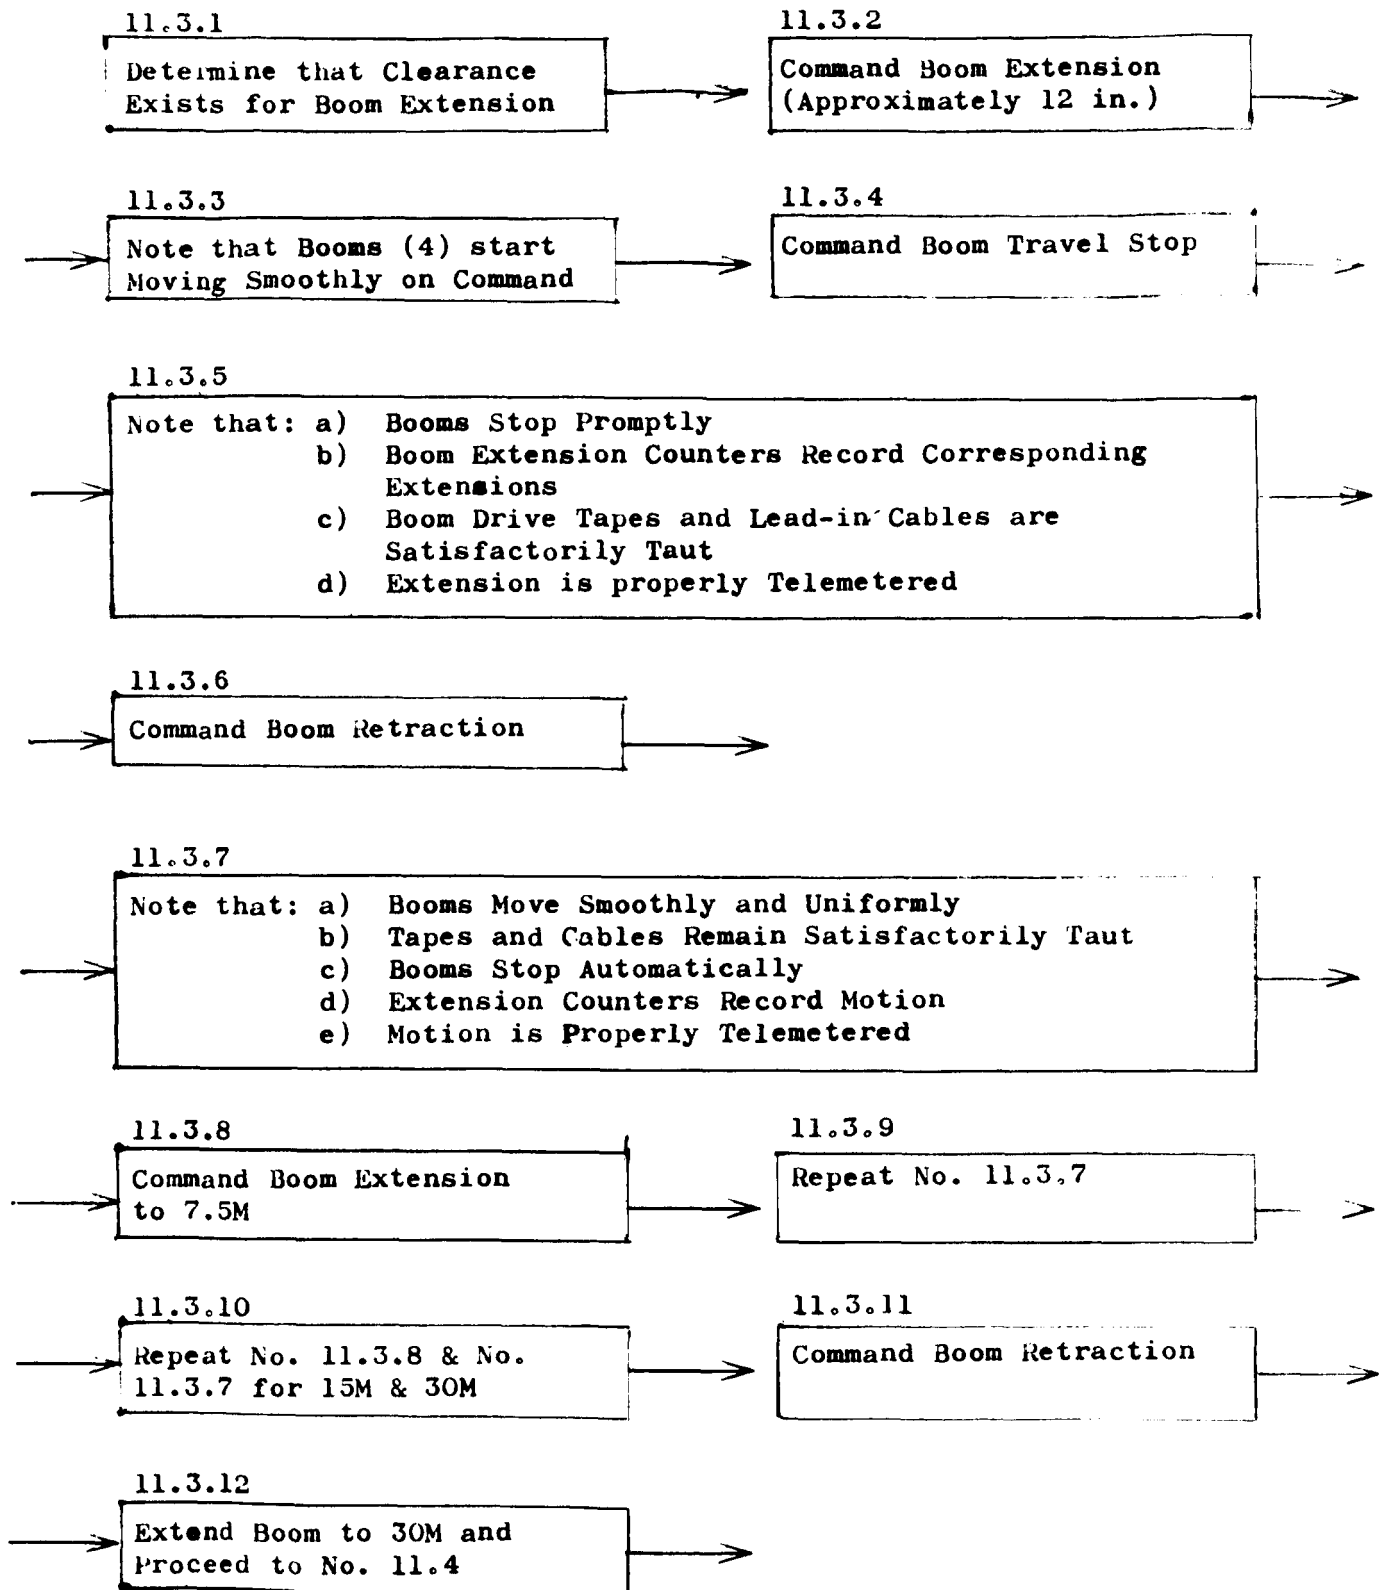 11.3.1
Determine that Clearance
Exists for Boom Extension
11.3.2
Command Boom Extension
(Approximately 12 in.)
11.3.3
Note that Booms (4) start
Moving Smoothly on Command
11.3.4
Command Boom Travel Stop
11.3.5
Note that: a) Booms Stop Promptly
b) Boom Extension Counters Record Corresponding
Extensions
c) Boom Drive Tapes and Lead-in Cables are
Satisfactorily Taut
d) Extension is properly Telemetered
11.3.6
Command Boom Retraction
11.3.7
Note that: a) Booms Move Smoothly and Uniformly
b) Tapes and Cables Remain Satisfactorily Taut
c) Booms Stop Automatically
d) Extension Counters Record Motion
e) Motion is Properly Telemetered
11.3.8
Command Boom Extension
to 7.5M
11.3.9
Repeat No. 11.3.7
11.3.10
Repeat No. 11.3.8 & No.
11.3.7 for 15M & 30M
11.3.11
Command Boom Retraction
11.3.12
Extend Boom to 30M and
Proceed to No. 11.4